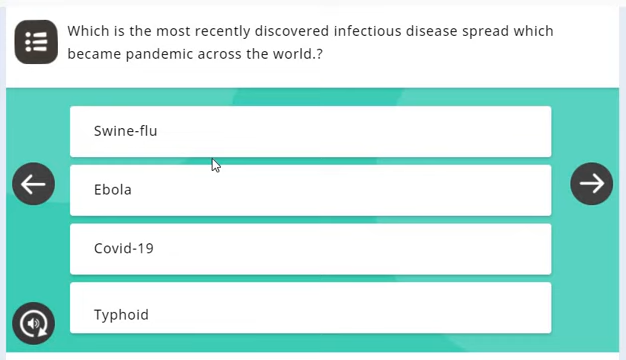 Which is the most recently discovered infectious disease spread which
became pandemic across the world.?
Swine-flu
Ebola
Covid-19
Typhoid